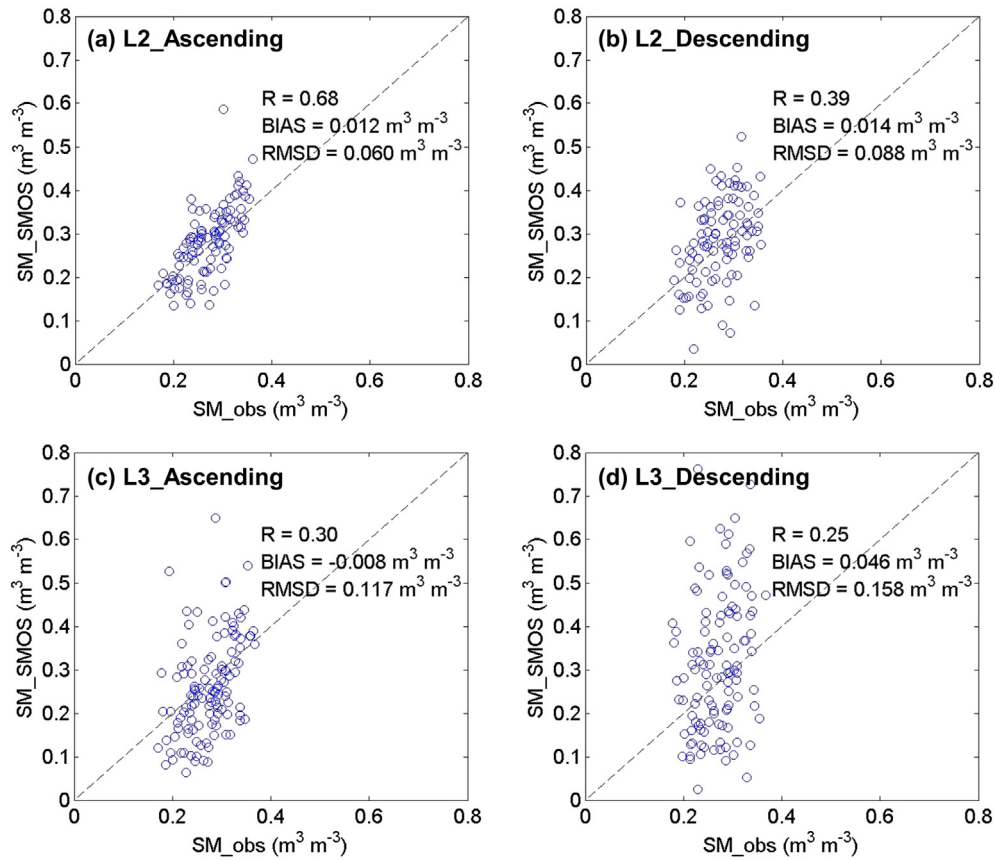 (a) L2_Ascending
R = 0.68
BIAS = 0.012 m³ m⁻³
RMSD = 0.060 m³ m⁻³
SM_SMOS (m³ m⁻³)
0.8
0.7
0.6
0.5
0.4
0.3
0.2
0.1
0
0 0.2 0.4 0.6 0.8
SM_obs (m³ m⁻³)
(b) L2_Descending
R = 0.39
BIAS = 0.014 m³ m⁻³
RMSD = 0.088 m³ m⁻³
SM_SMOS (m³ m⁻³)
0.8
0.7
0.6
0.5
0.4
0.3
0.2
0.1
0
0 0.2 0.4 0.6 0.8
SM_obs (m³ m⁻³)
(c) L3_Ascending
R = 0.30
BIAS = -0.008 m³ m⁻³
RMSD = 0.117 m³ m⁻³
SM_SMOS (m³ m⁻³)
0.8
0.7
0.6
0.5
0.4
0.3
0.2
0.1
0
0 0.2 0.4 0.6 0.8
SM_obs (m³ m⁻³)
(d) L3_Descending
R = 0.25
BIAS = 0.046 m³ m⁻³
RMSD = 0.158 m³ m⁻³
SM_SMOS (m³ m⁻³)
0.8
0.7
0.6
0.5
0.4
0.3
0.2
0.1
0
0 0.2 0.4 0.6 0.8
SM_obs (m³ m⁻³)